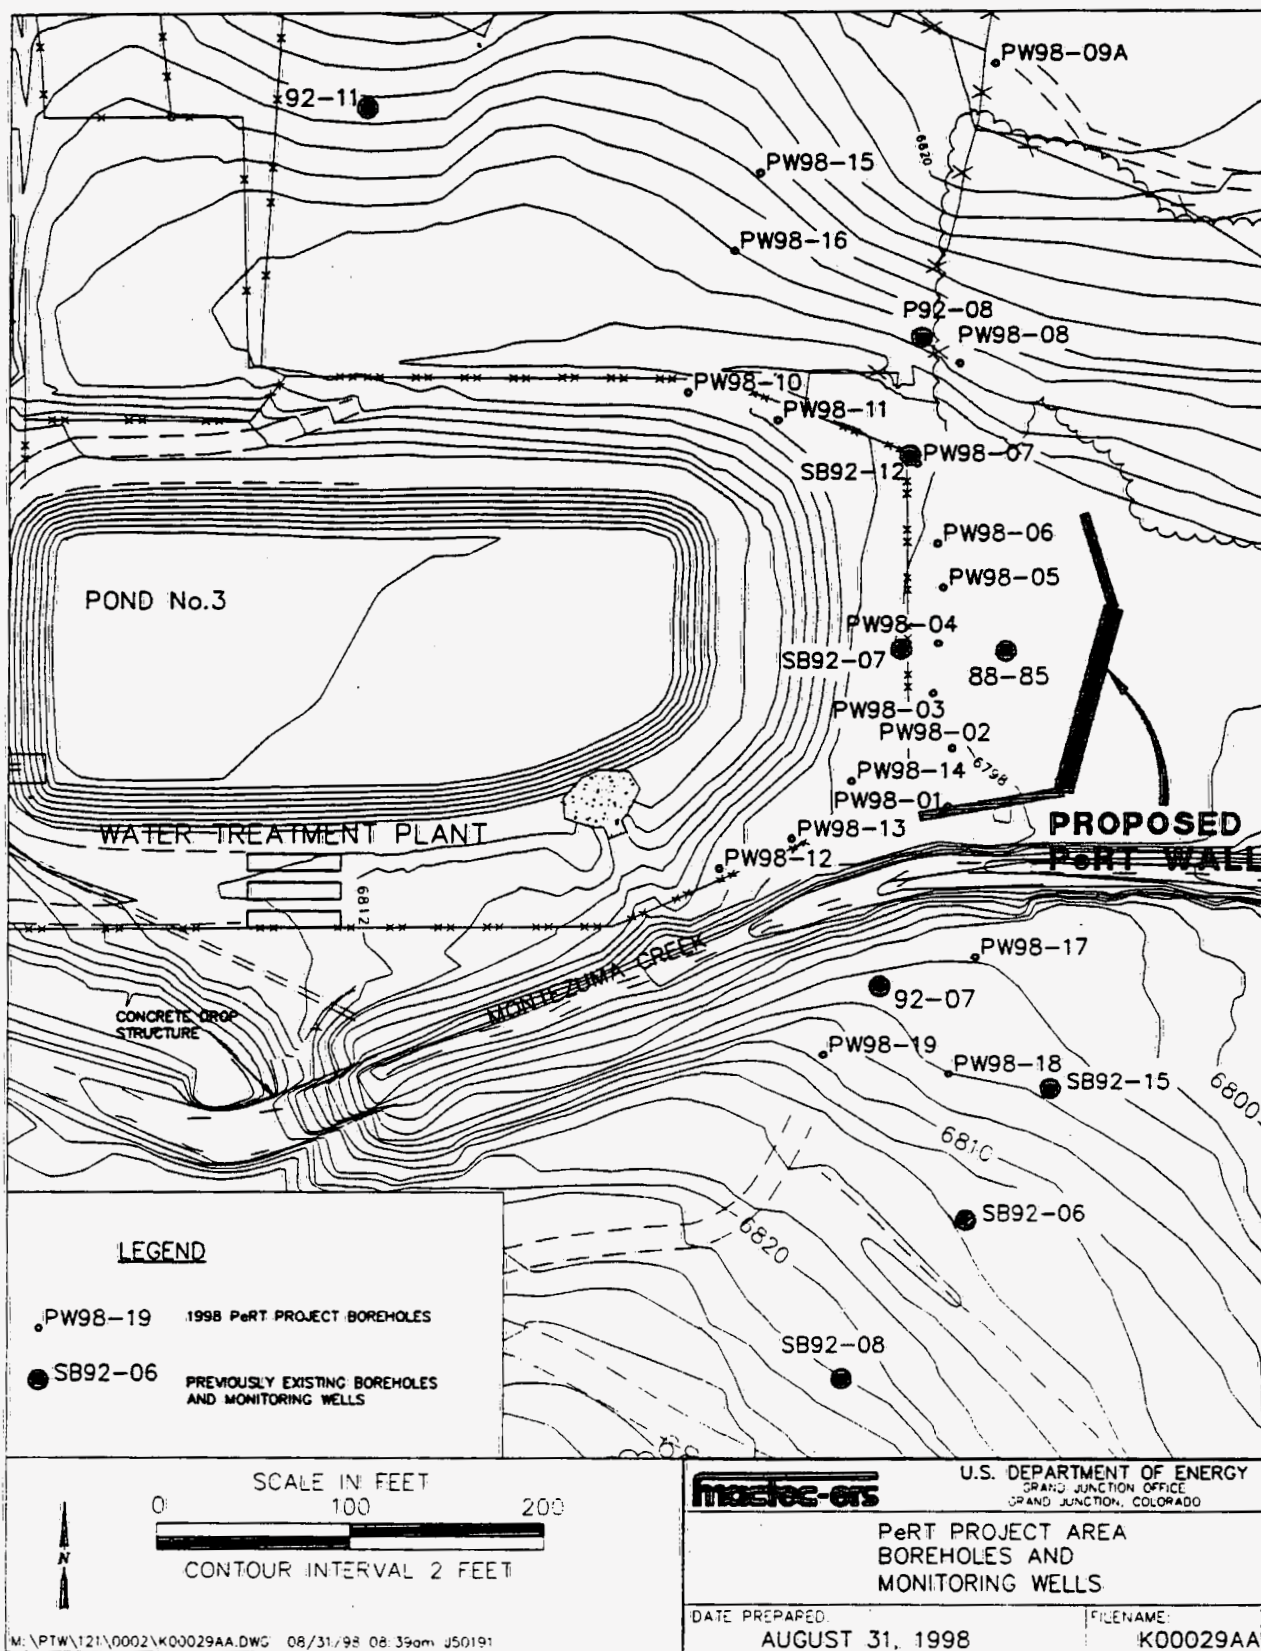 PW98-09A
92-11
6820
PW98-15
PW98-16
P92-08
PW98-08
PW98-10
PW98-11
PW98-07
SB92-12
PW98-06
PW98-05
POND No.3
PW98-04
SB92-07
88-85
PW98-03
PW98-02
6798
PW98-14
PW98-01
PROPOSED
PeRT WALL
WATER TREATMENT PLANT
PW98-13
PW98-12
6812
MONTEZUMA CREEK
PW98-17
92-07
CONCRETE DROP
STRUCTURE
PW98-19
PW98-18
SB92-15
6800
6810
SB92-06
6820
SB92-08
LEGEND
PW98-19 1998 PeRT PROJECT BOREHOLES
SB92-06 PREVIOUSLY EXISTING BOREHOLES
AND MONITORING WELLS
N
SCALE IN FEET
0 100 200
CONTOUR INTERVAL 2 FEET
M:\PTW\121\0002\K00029AA.DWG 08/31/98 08:39am J50191
mactec-ers
U.S. DEPARTMENT OF ENERGY
GRAND JUNCTION OFFICE
GRAND JUNCTION, COLORADO
PeRT PROJECT AREA
BOREHOLES AND
MONITORING WELLS
DATE PREPARED:
AUGUST 31, 1998
FILENAME:
K00029AA